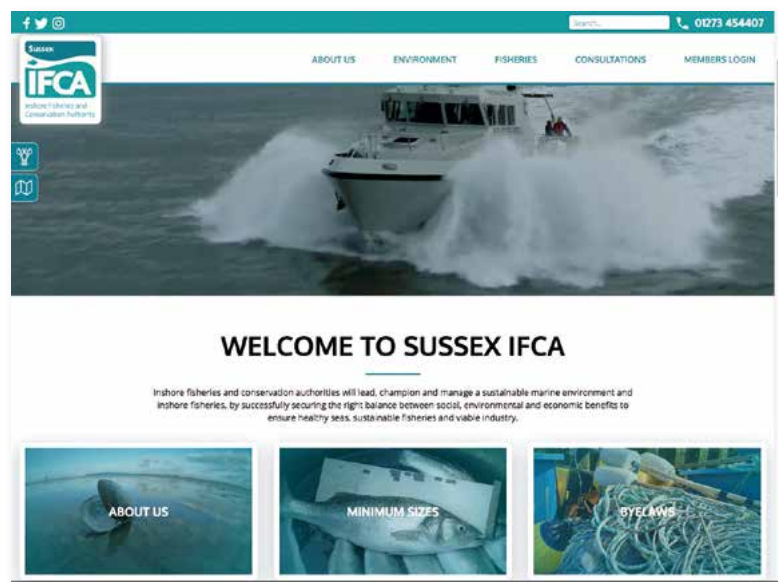 Search...
01273 454407
Sussex
IFCA
Inshore Fisheries and
Conservation Authority
ABOUT US
ENVIRONMENT
FISHERIES
CONSULTATIONS
MEMBERS LOGIN
WELCOME TO SUSSEX IFCA
Inshore fisheries and conservation authorities will lead, champion and manage a sustainable marine environment and
inshore fisheries, by successfully securing the right balance between social, environmental and economic benefits to
ensure healthy seas, sustainable fisheries and viable industry.
ABOUT US
MINIMUM SIZES
BYELAWS